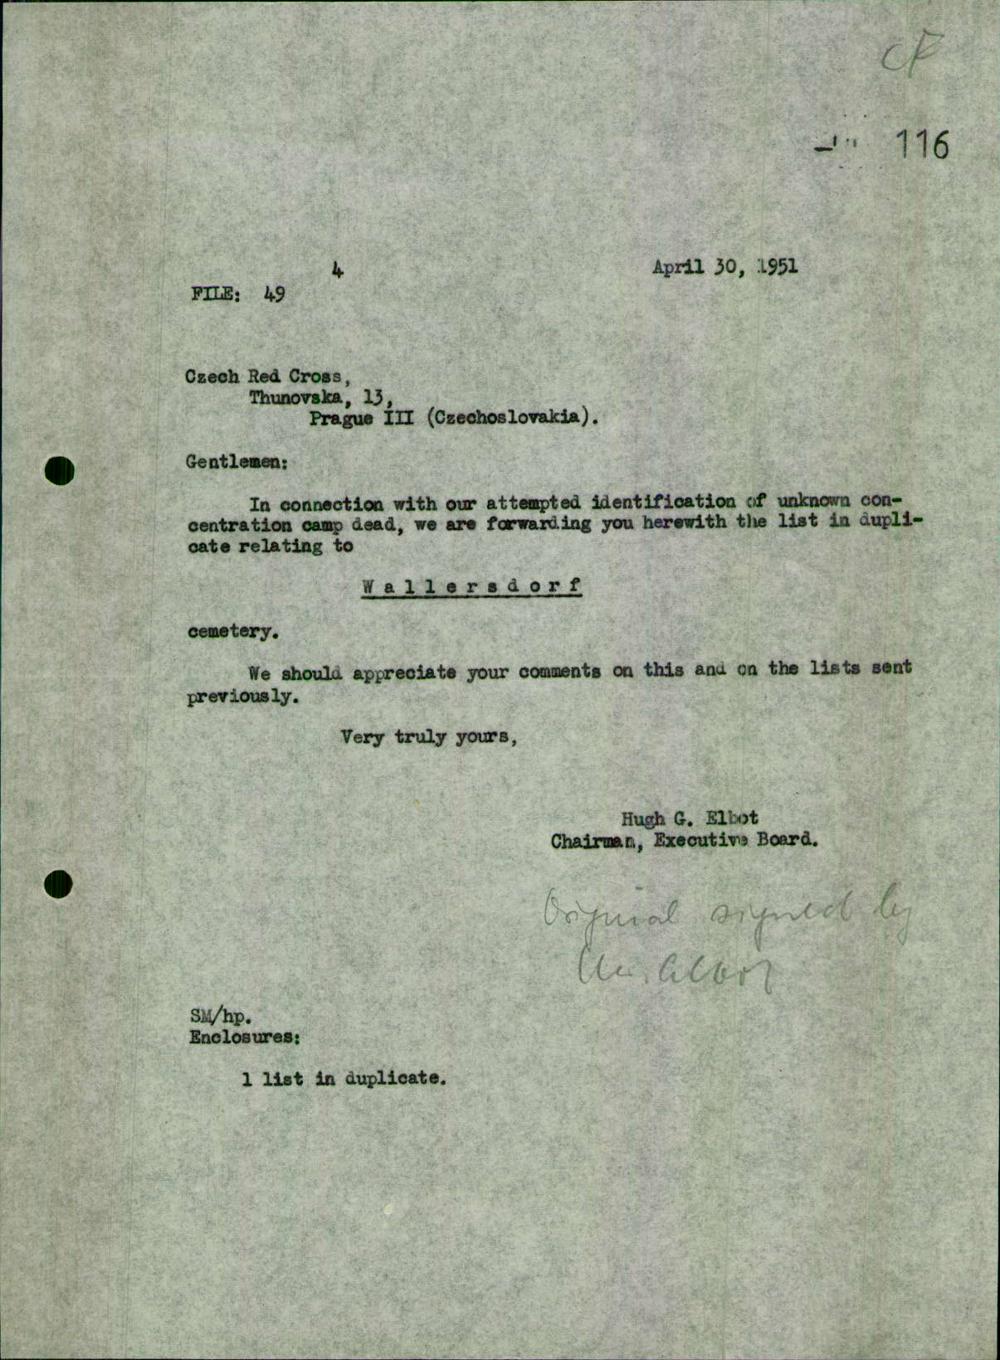 CF
116
4
April 30, 1951
FILE: 49
Czech Red Cross,
Thunovska, 13,
Prague III (Czechoslovakia).
Gentlemen:
In connection with our attempted identification of unknown con-
centration camp dead, we are forwarding you herewith the list in dupli-
cate relating to
W a l l e r s d o r f
cemetery.
We should appreciate your comments on this and on the lists sent
previously.
Very truly yours,
Hugh G. Elbot
Chairman, Executive Board.
Original signed by
Mr. Elbot
SM/hp.
Enclosures:
1 list in duplicate.